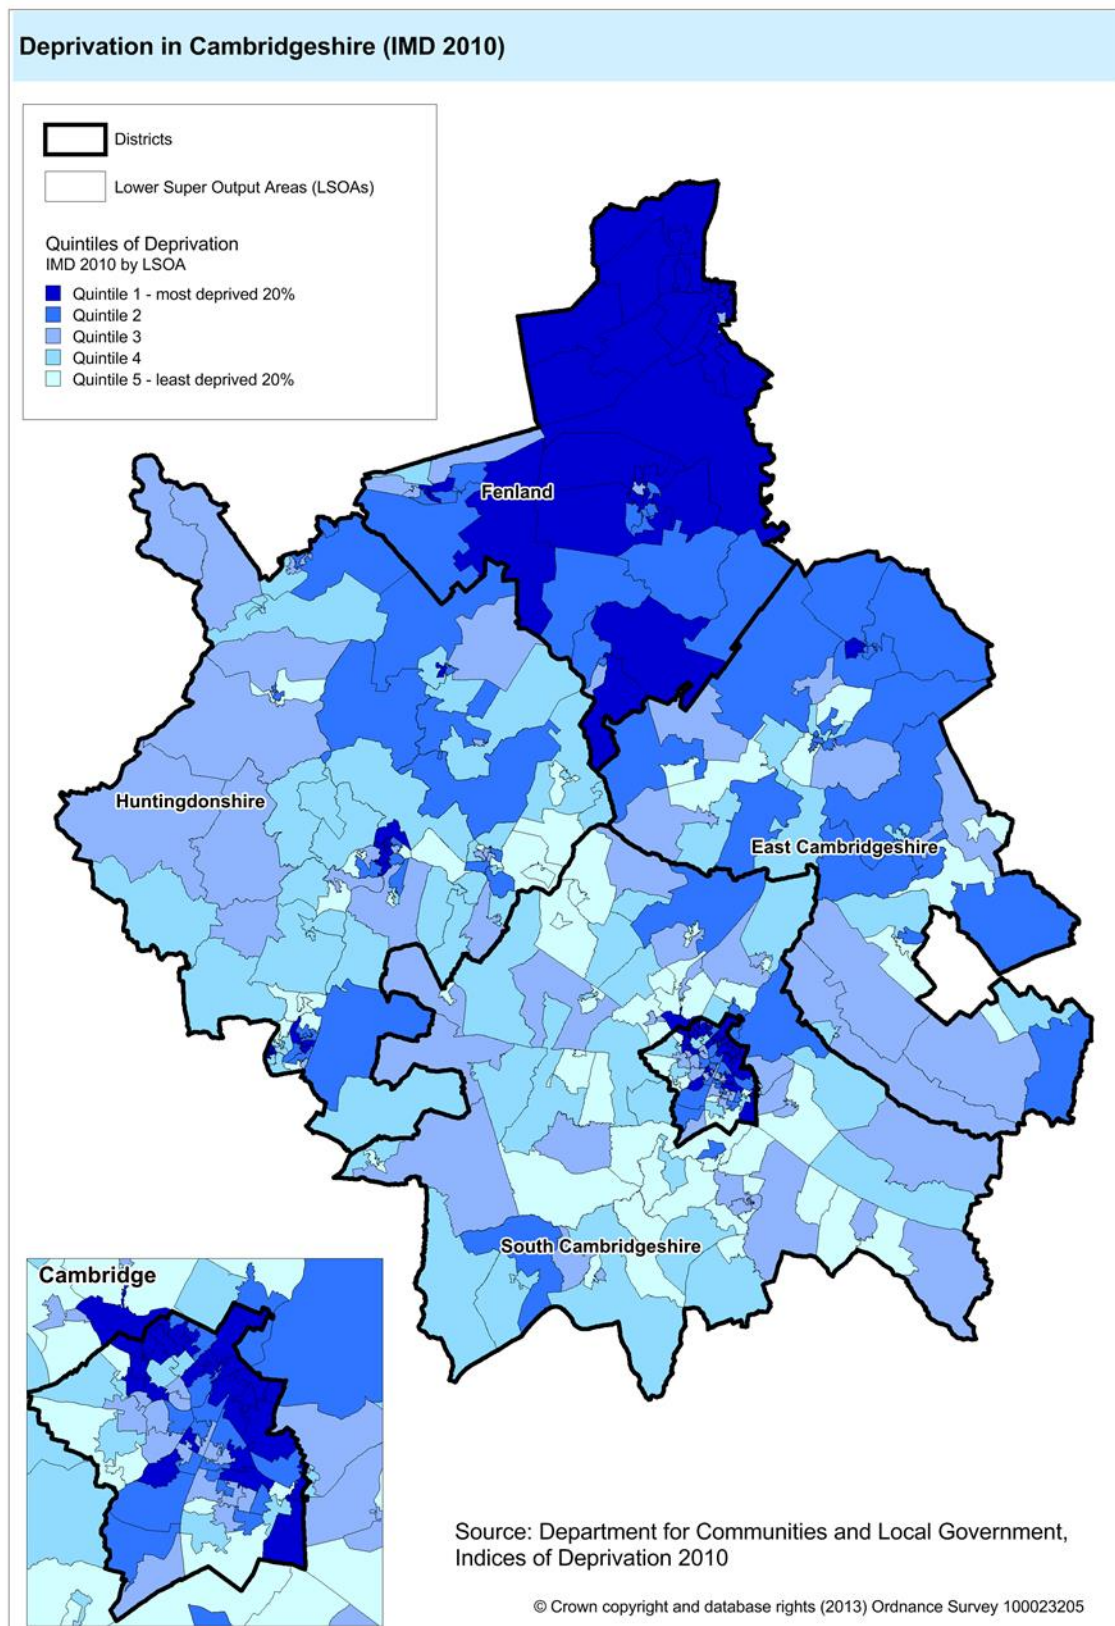 Deprivation in Cambridgeshire (IMD 2010)
Districts
Lower Super Output Areas (LSOAs)
Quintiles of Deprivation
IMD 2010 by LSOA
Quintile 1 - most deprived 20%
Quintile 2
Quintile 3
Quintile 4
Quintile 5 - least deprived 20%
Fenland
Huntingdonshire
East Cambridgeshire
South Cambridgeshire
Cambridge
Source: Department for Communities and Local Government,
Indices of Deprivation 2010
© Crown copyright and database rights (2013) Ordnance Survey 100023205